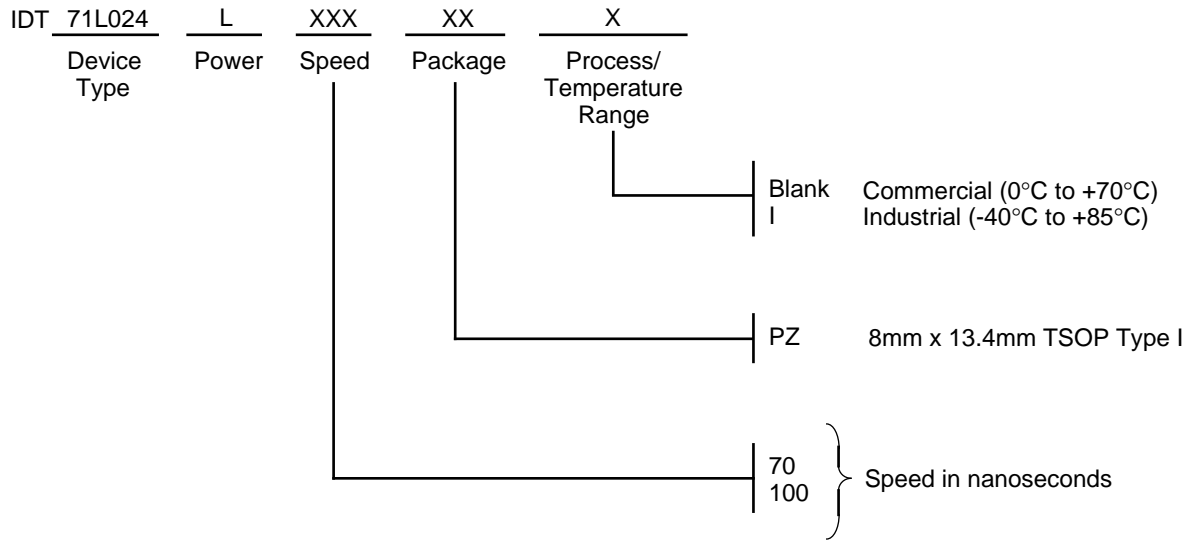 IDT 71L024 L XXX XX X
Device Type
Power
Speed
Package
Process/
Temperature
Range
Blank Commercial (0°C to +70°C)
I Industrial (-40°C to +85°C)
PZ 8mm x 13.4mm TSOP Type I
70
100
Speed in nanoseconds